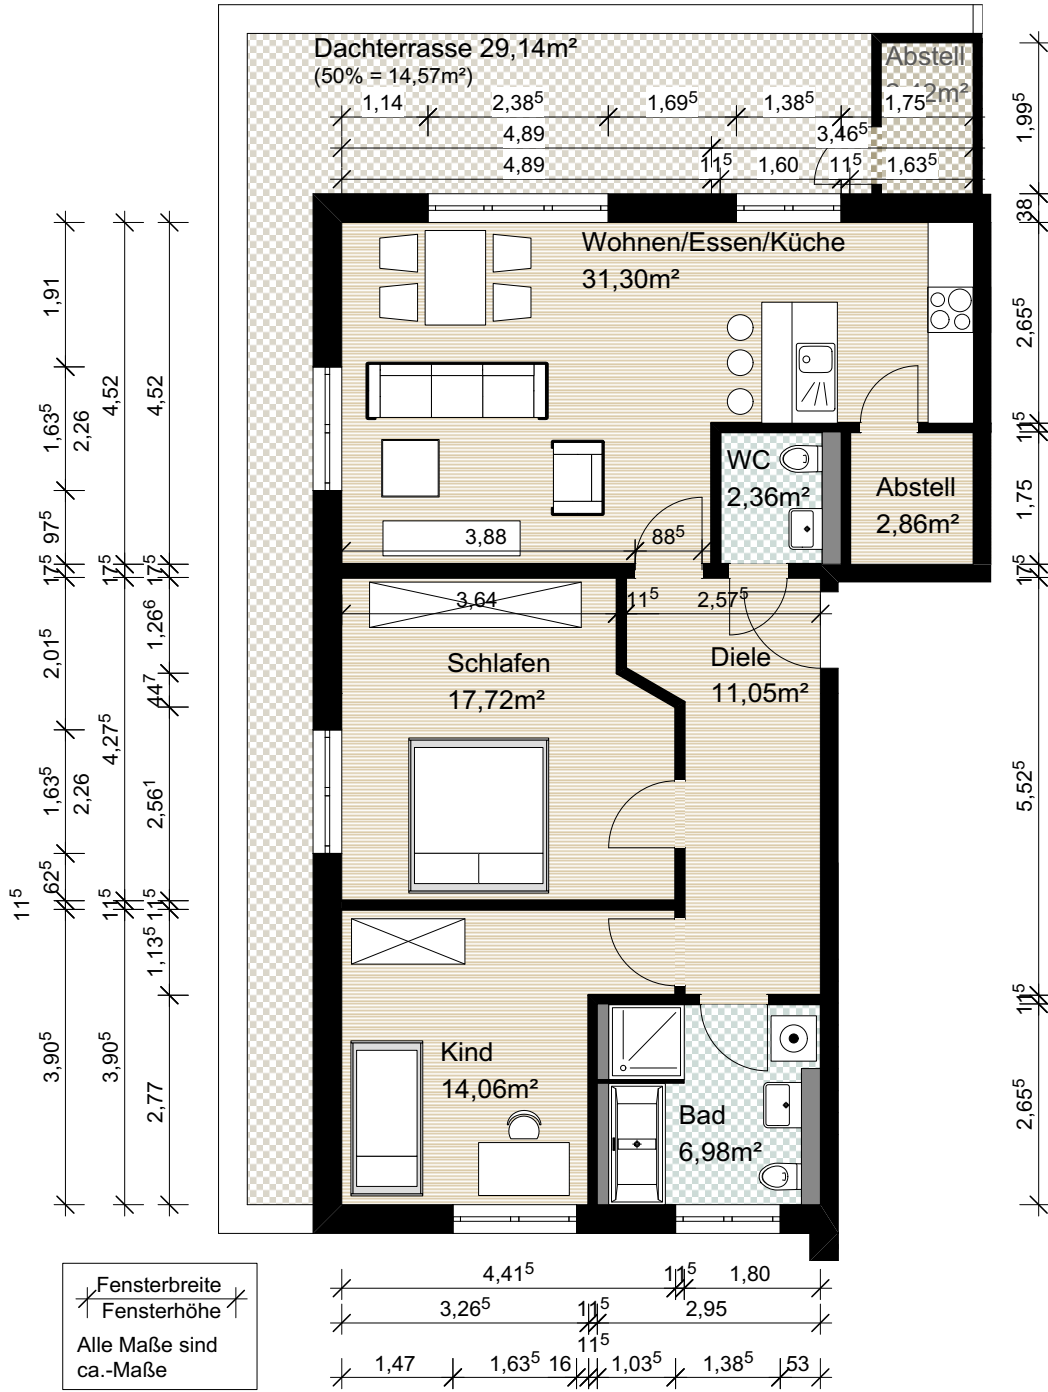 Dachterrasse 29,14m²
(50% = 14,57m²)
Abstell
1,14 2,38⁵ 1,69⁵ 1,38⁵ 1,75
4,89 3,46⁵
4,89 11⁵ 1,60 11⁵ 1,63⁵
1,99⁵
38
2,65⁵
11⁵
1,75
17⁵
5,52⁵
11⁵
2,65⁵
Wohnen/Essen/Küche
31,30m²
WC
2,36m²
Abstell
2,86m²
3,88 88⁵
3,64 11⁵ 2,57⁵
Schlafen
17,72m²
Diele
11,05m²
Kind
14,06m²
Bad
6,98m²
1,91
1,63⁵
2,26
97⁵
17⁵
2,01⁵
1,63⁵
2,26
62⁵
11⁵
3,90⁵
4,52
17⁵
4,27⁵
11⁵
3,90⁵
4,52
17⁵
1,26⁶
44⁷
2,56¹
11⁵
1,13⁵
2,77
4,41⁵ 11⁵ 1,80
3,26⁵ 11⁵ 2,95
11⁵
1,47 1,63⁵ 16 1,03⁵ 1,38⁵ 53
Fensterbreite
Fensterhöhe
Alle Maße sind
ca.-Maße